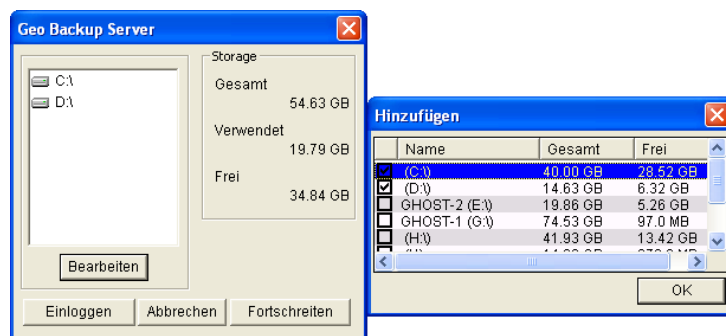 Geo Backup Server
C:\
D:\
Bearbeiten
Storage
Gesamt
54.63 GB
Verwendet
19.79 GB
Frei
34.84 GB
Einloggen Abbrechen Fortschreiten
Hinzufügen
Name Gesamt Frei
(C:\) 40.00 GB 28.52 GB
(D:\) 14.63 GB 6.32 GB
GHOST-2 (E:\) 19.86 GB 5.26 GB
GHOST-1 (G:\) 74.53 GB 97.0 MB
(H:\) 41.93 GB 13.42 GB
OK